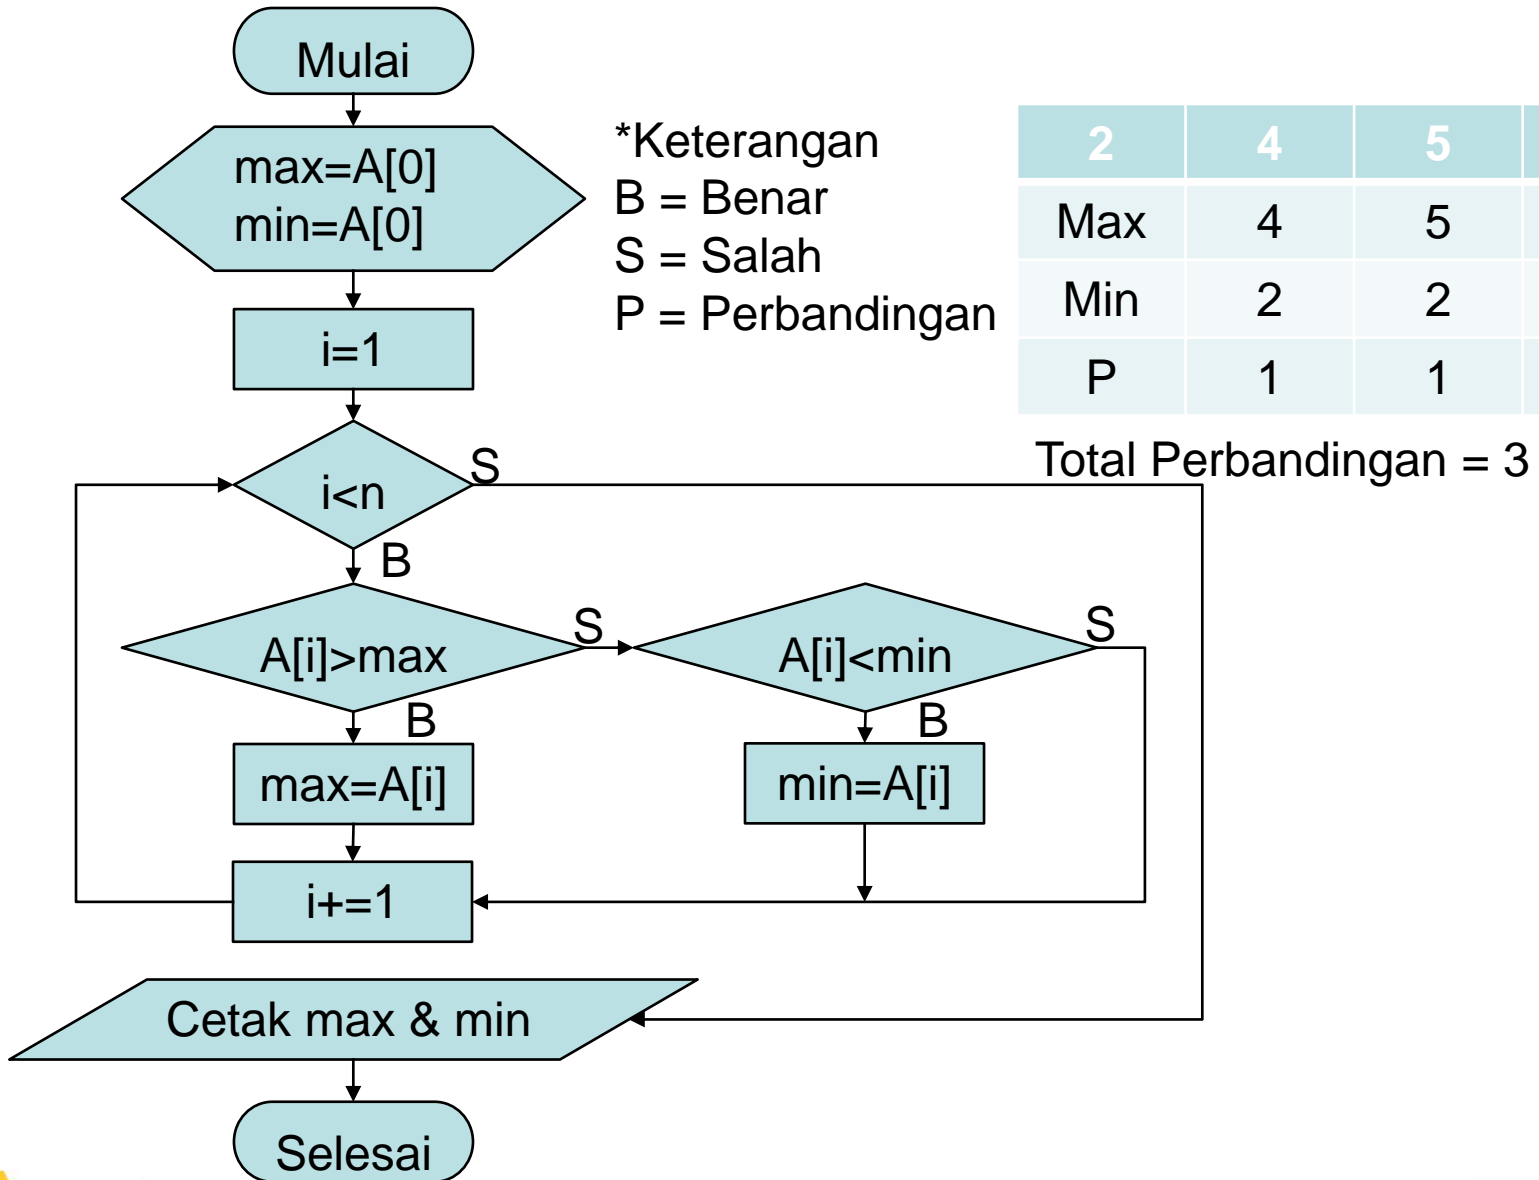 Mulai
max=A[0]
min=A[0]
i=1
*Keterangan
B = Benar
S = Salah
P = Perbandingan
2 4 5
Max 4 5
Min 2 2
P 1 1
Total Perbandingan = 3
i<n
S
B
A[i]>max
S
A[i]<min
S
B
B
max=A[i]
min=A[i]
i+=1
Cetak max & min
Selesai